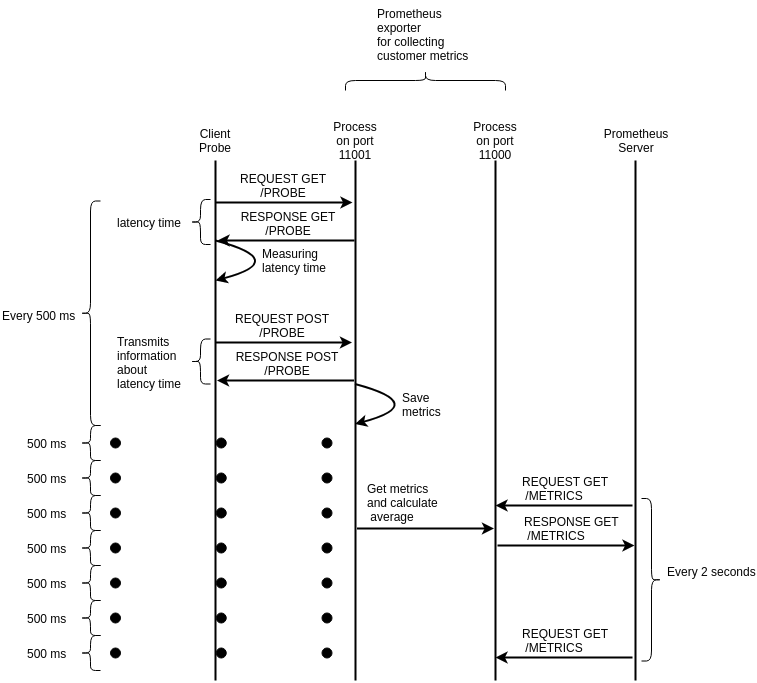 Prometheus
exporter
for collecting
customer metrics
Client
Probe
Process
on port
11001
Process
on port
11000
Prometheus
Server
REQUEST GET
/PROBE
latency time
RESPONSE GET
/PROBE
Measuring
latency time
Every 500 ms
REQUEST POST
/PROBE
Transmits
information
about
latency time
RESPONSE POST
/PROBE
Save
metrics
500 ms
500 ms
500 ms
500 ms
500 ms
500 ms
500 ms
Get metrics
and calculate
average
REQUEST GET
/METRICS
RESPONSE GET
/METRICS
Every 2 seconds
REQUEST GET
/METRICS